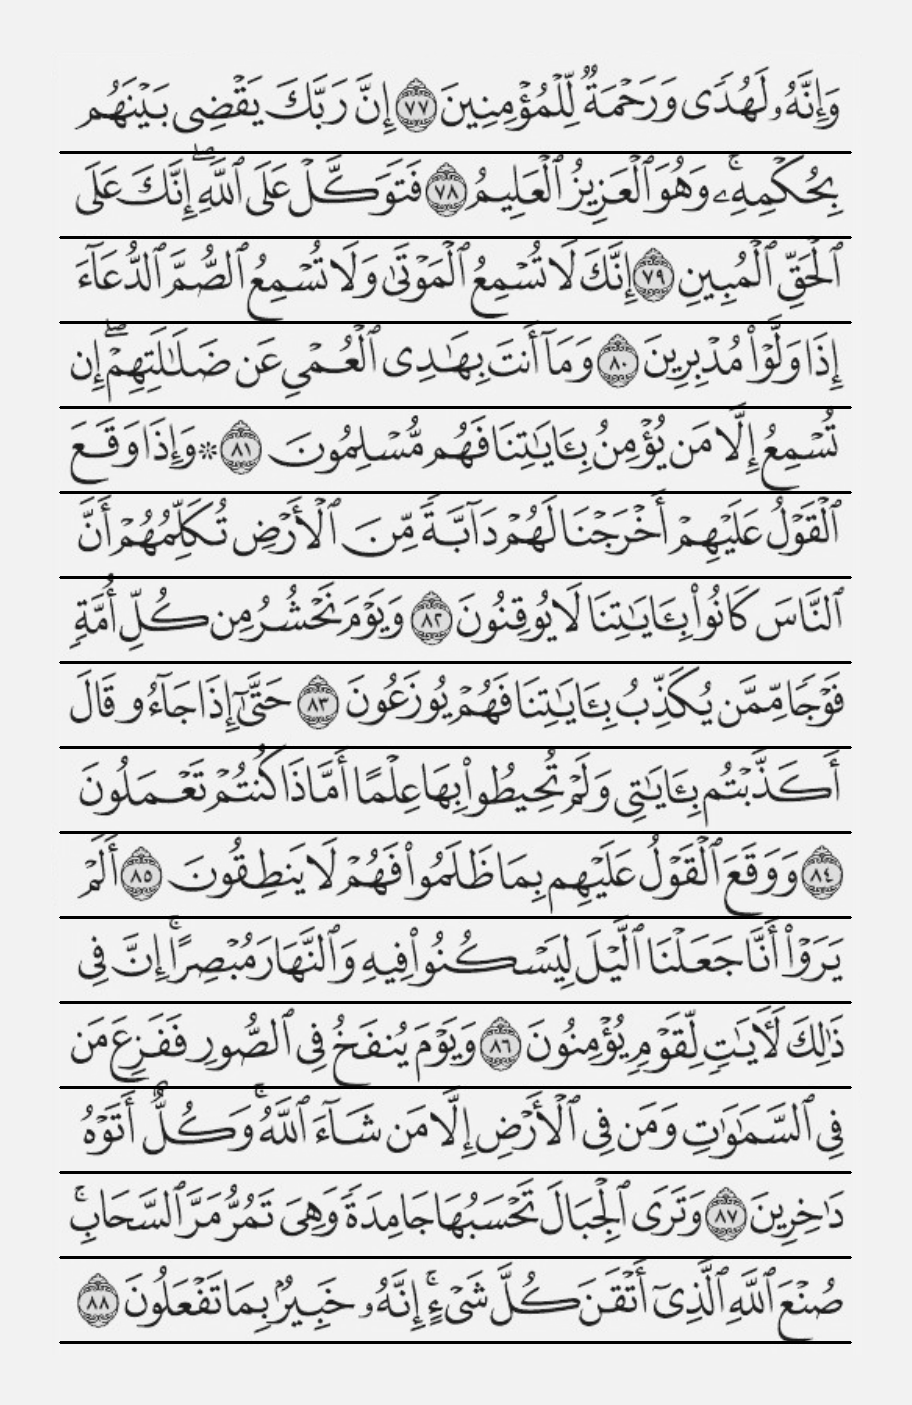 وَإِنَّهُۥ لَهُدًى وَرَحْمَةٌ لِّلْمُؤْمِنِينَ ٧٧ إِنَّ رَبَّكَ يَقْضِى بَيْنَهُم
بِحُكْمِهِۦ ۚ وَهُوَ ٱلْعَزِيزُ ٱلْعَلِيمُ ٧٨ فَتَوَكَّلْ عَلَى ٱللَّهِ ۖ إِنَّكَ عَلَى
ٱلْحَقِّ ٱلْمُبِينِ ٧٩ إِنَّكَ لَا تُسْمِعُ ٱلْمَوْتَىٰ وَلَا تُسْمِعُ ٱلصُّمَّ ٱلدُّعَآءَ
إِذَا وَلَّوْا۟ مُدْبِرِينَ ٨٠ وَمَآ أَنتَ بِهَـٰدِى ٱلْعُمْىِ عَن ضَلَـٰلَتِهِمْ ۖ إِن
تُسْمِعُ إِلَّا مَن يُؤْمِنُ بِـَٔايَـٰتِنَا فَهُم مُّسْلِمُونَ ٨١ ۞ وَإِذَا وَقَعَ
ٱلْقَوْلُ عَلَيْهِمْ أَخْرَجْنَا لَهُمْ دَآبَّةً مِّنَ ٱلْأَرْضِ تُكَلِّمُهُمْ أَنَّ
ٱلنَّاسَ كَانُوا۟ بِـَٔايَـٰتِنَا لَا يُوقِنُونَ ٨٢ وَيَوْمَ نَحْشُرُ مِن كُلِّ أُمَّةٍ
فَوْجًا مِّمَّن يُكَذِّبُ بِـَٔايَـٰتِنَا فَهُمْ يُوزَعُونَ ٨٣ حَتَّىٰٓ إِذَا جَآءُو قَالَ
أَكَذَّبْتُم بِـَٔايَـٰتِى وَلَمْ تُحِيطُوا۟ بِهَا عِلْمًا أَمَّاذَا كُنتُمْ تَعْمَلُونَ
٨٤ وَوَقَعَ ٱلْقَوْلُ عَلَيْهِم بِمَا ظَلَمُوا۟ فَهُمْ لَا يَنطِقُونَ ٨٥ أَلَمْ
يَرَوْا۟ أَنَّا جَعَلْنَا ٱلَّيْلَ لِيَسْكُنُوا۟ فِيهِ وَٱلنَّهَارَ مُبْصِرًا ۚ إِنَّ فِى
ذَٰلِكَ لَـَٔايَـٰتٍ لِّقَوْمٍ يُؤْمِنُونَ ٨٦ وَيَوْمَ يُنفَخُ فِى ٱلصُّورِ فَفَزِعَ مَن
فِى ٱلسَّمَـٰوَٰتِ وَمَن فِى ٱلْأَرْضِ إِلَّا مَن شَآءَ ٱللَّهُ ۚ وَكُلٌّ أَتَوْهُ
دَٰخِرِينَ ٨٧ وَتَرَى ٱلْجِبَالَ تَحْسَبُهَا جَامِدَةً وَهِىَ تَمُرُّ مَرَّ ٱلسَّحَابِ ۚ
صُنْعَ ٱللَّهِ ٱلَّذِىٓ أَتْقَنَ كُلَّ شَىْءٍ ۚ إِنَّهُۥ خَبِيرٌۢ بِمَا تَفْعَلُونَ ٨٨